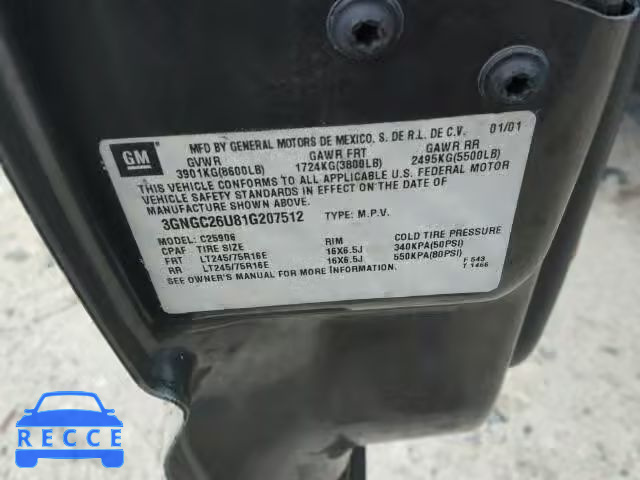 GM
MFD BY GENERAL MOTORS DE MEXICO, S. DE R.L. DE C.V. 01/01
GVWR GAWR FRT GAWR RR
3901KG(8600LB) 1724KG(3800LB) 2495KG(5500LB)
THIS VEHICLE CONFORMS TO ALL APPLICABLE U.S. FEDERAL MOTOR
VEHICLE SAFETY STANDARDS IN EFFECT ON THE DATE OF
MANUFACTURE SHOWN ABOVE.
3GNGC26U81G207512 TYPE: M.P.V.
MODEL: C25906
CPAF TIRE SIZE RIM COLD TIRE PRESSURE
FRT LT245/75R16E 16X6.5J 340KPA(50PSI)
RR LT245/75R16E 16X6.5J 550KPA(80PSI)
SEE OWNER'S MANUAL FOR MORE INFORMATION.
F 543
T 1466
RECCE